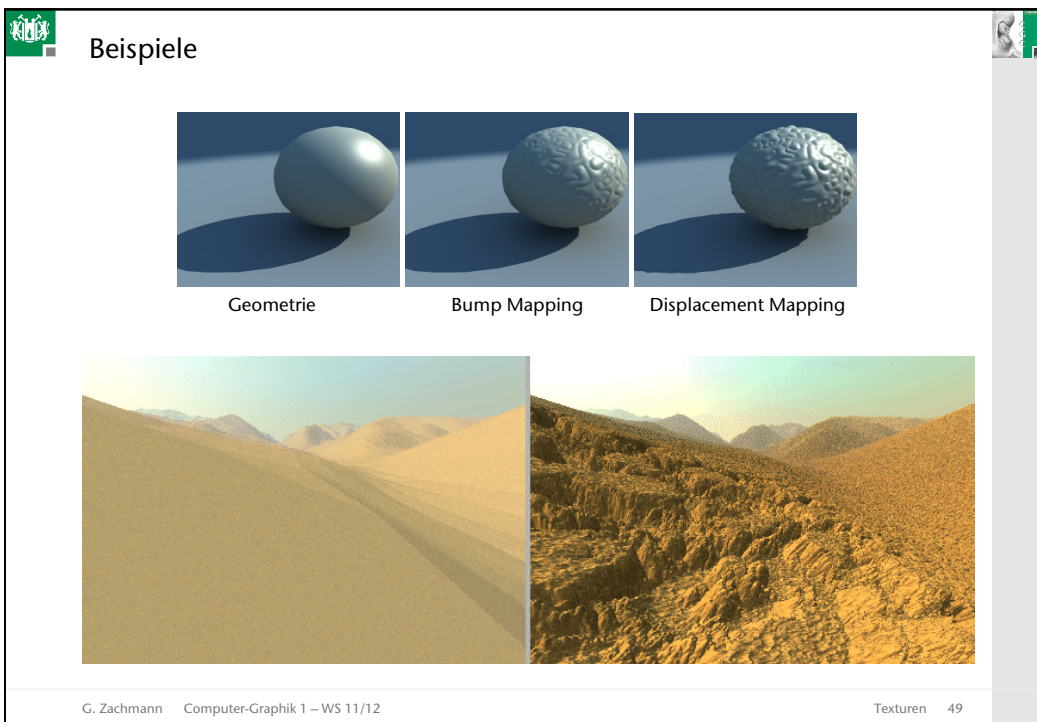 Beispiele
Geometrie Bump Mapping Displacement Mapping
G. Zachmann Computer-Graphik 1 – WS 11/12 Texturen 49